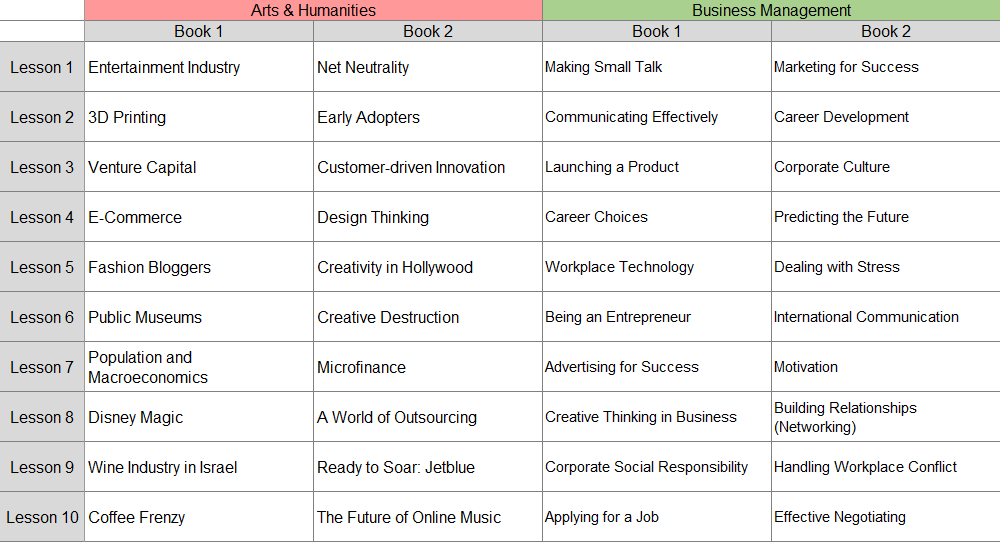 Arts & Humanities Business Management
Book 1 Book 2 Book 1 Book 2
Lesson 1 Entertainment Industry Net Neutrality Making Small Talk Marketing for Success
Lesson 2 3D Printing Early Adopters Communicating Effectively Career Development
Lesson 3 Venture Capital Customer-driven Innovation Launching a Product Corporate Culture
Lesson 4 E-Commerce Design Thinking Career Choices Predicting the Future
Lesson 5 Fashion Bloggers Creativity in Hollywood Workplace Technology Dealing with Stress
Lesson 6 Public Museums Creative Destruction Being an Entrepreneur International Communication
Lesson 7 Population and
Macroeconomics Microfinance Advertising for Success Motivation
Lesson 8 Disney Magic A World of Outsourcing Creative Thinking in Business Building Relationships
(Networking)
Lesson 9 Wine Industry in Israel Ready to Soar: Jetblue Corporate Social Responsibility Handling Workplace Conflict
Lesson 10 Coffee Frenzy The Future of Online Music Applying for a Job Effective Negotiating